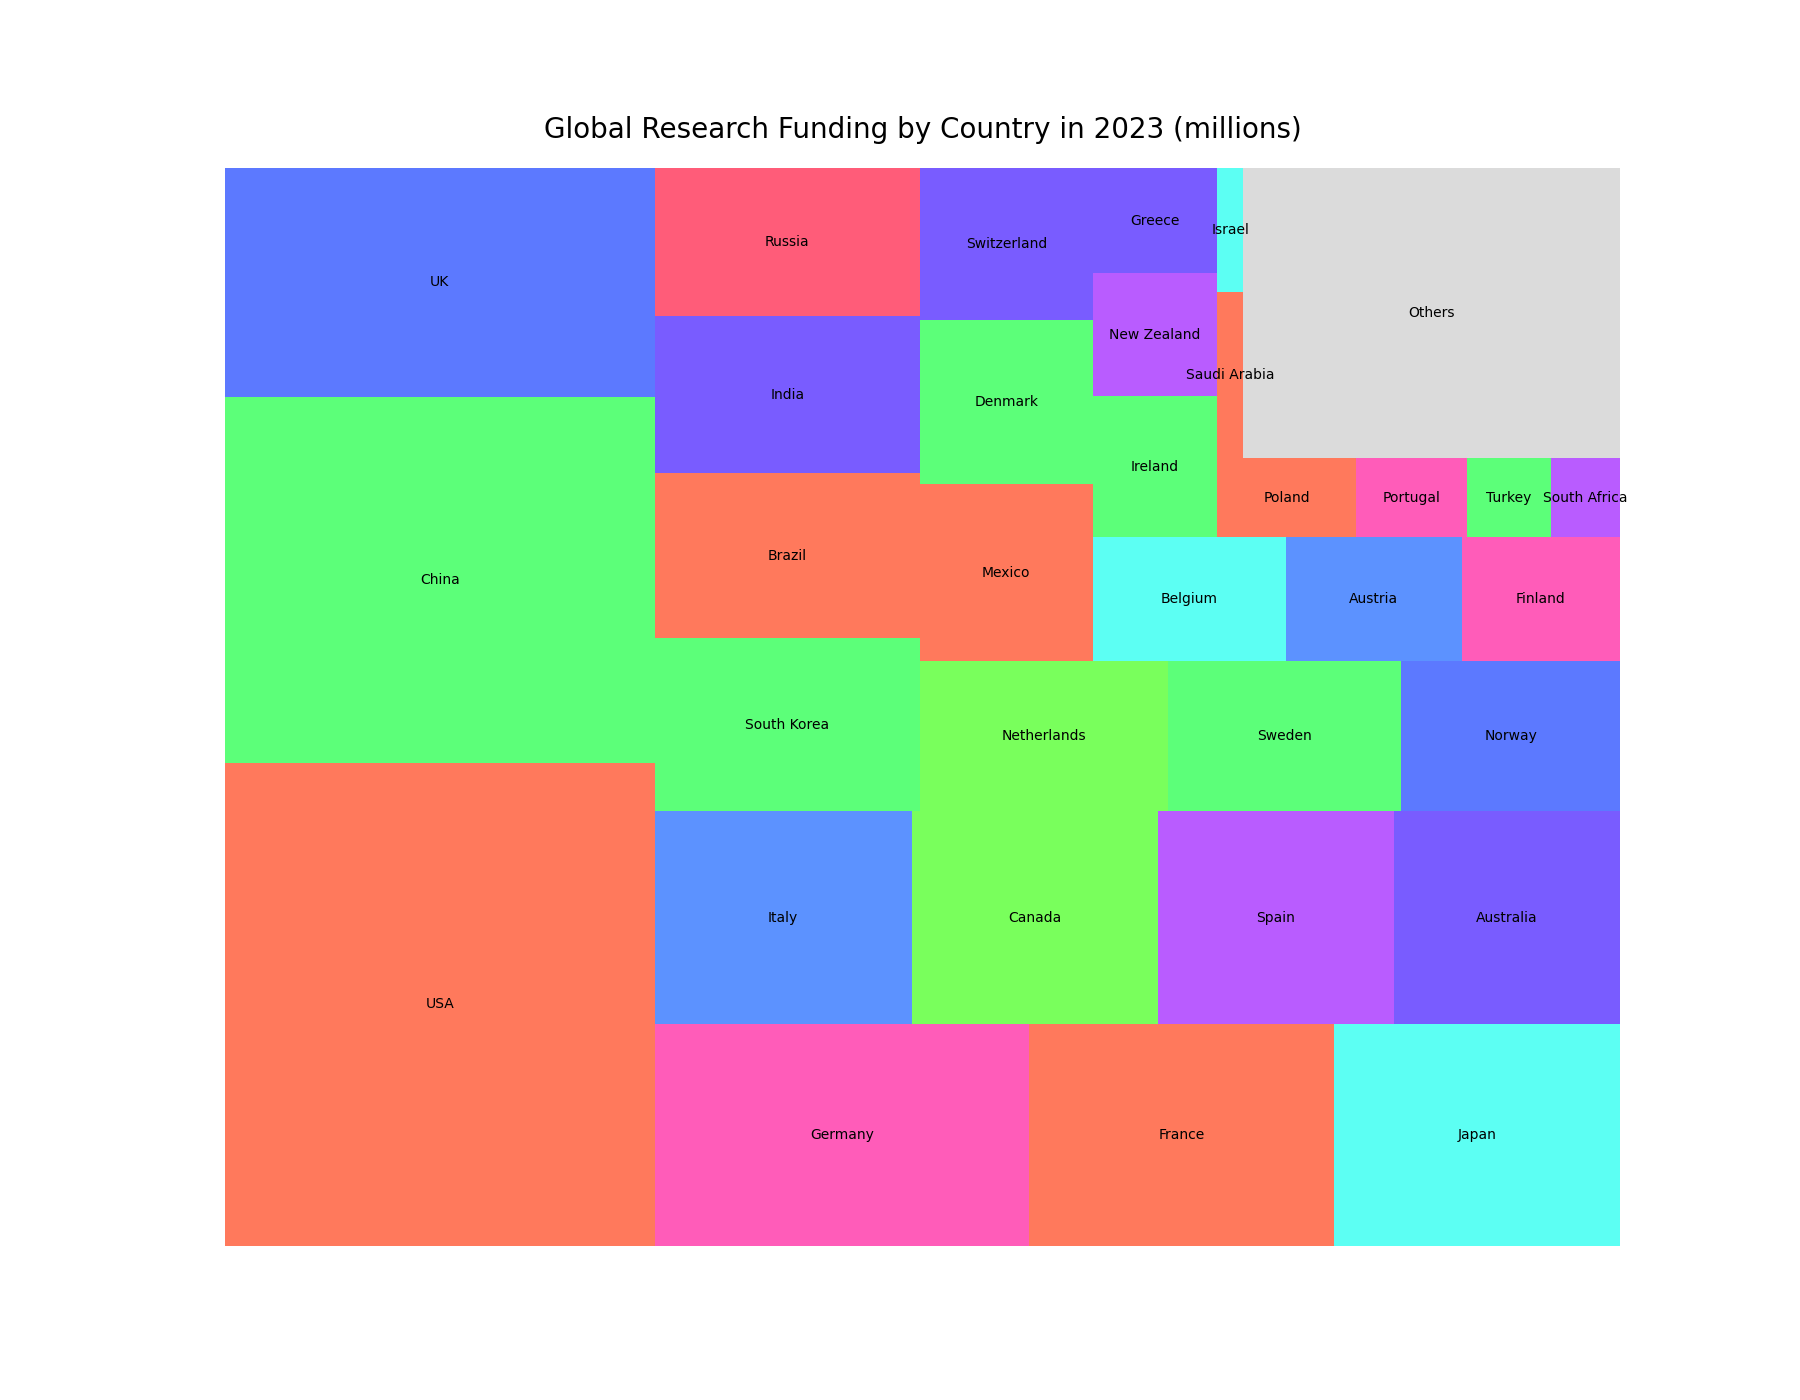 Global Research Funding by Country in 2023 (millions)
UK
Russia
Switzerland
Greece
Israel
Others
New Zealand
Saudi Arabia
India
Denmark
Ireland
Poland
Portugal
Turkey
South Africa
China
Brazil
Mexico
Belgium
Austria
Finland
South Korea
Netherlands
Sweden
Norway
USA
Italy
Canada
Spain
Australia
Germany
France
Japan